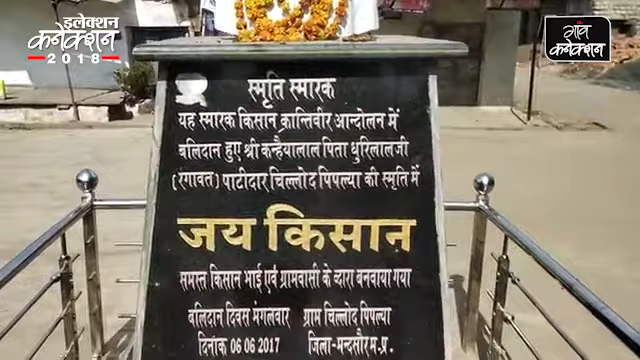 इलेक्शन
कनेक्शन
2018
गाँव
कनेक्शन
स्मृति स्मारक
यह स्मारक किसान क्रान्तिवीर आन्दोलन में
बलिदान हुए श्री कन्हैयालाल पिता धुरिलालजी
(रंगावत) पाटीदार चिल्लोद पिपल्या की स्मृति में
जय किसान
समस्त किसान भाई एवं ग्रामवासी के द्वारा बनवाया गया
बलिदान दिवस मंगलवार ग्राम चिल्लोद पिपल्या
दिनांक 06 06 2017 जिला-मन्दसौर म.प्र.